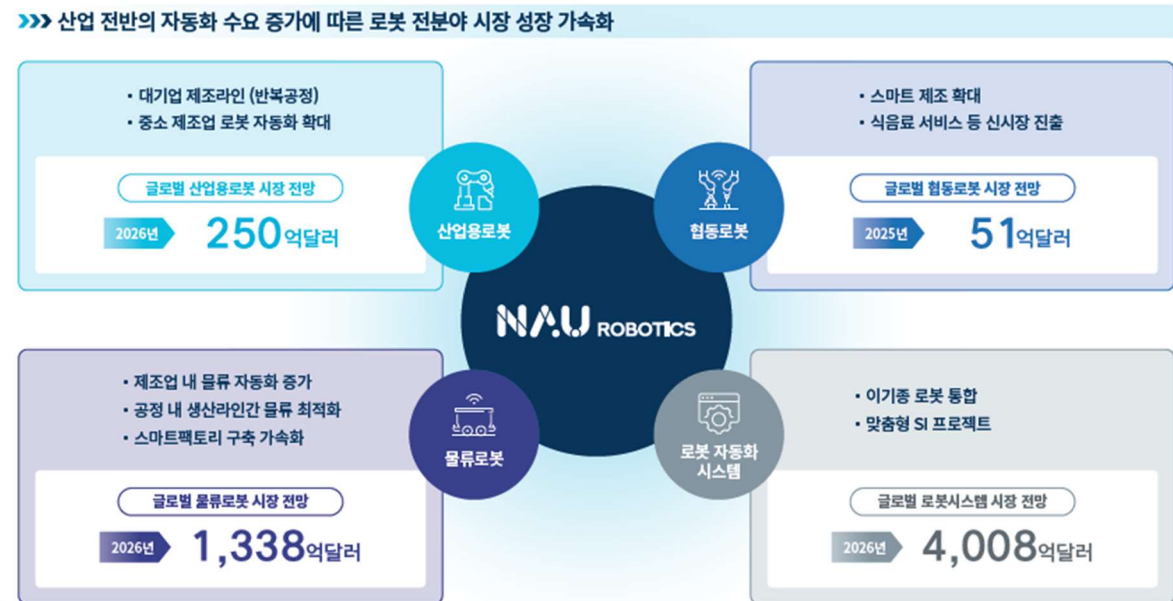 >>> 산업 전반의 자동화 수요 증가에 따른 로봇 전분야 시장 성장 가속화
• 대기업 제조라인 (반복공정)
• 중소 제조업 로봇 자동화 확대
글로벌 산업용로봇 시장 전망
2026년 250억달러
산업용로봇
• 스마트 제조 확대
• 식음료 서비스 등 신시장 진출
글로벌 협동로봇 시장 전망
2025년 51억달러
협동로봇
NAU ROBOTICS
• 제조업 내 물류 자동화 증가
• 공정 내 생산라인간 물류 최적화
• 스마트팩토리 구축 가속화
글로벌 물류로봇 시장 전망
2026년 1,338억달러
물류로봇
• 이기종 로봇 통합
• 맞춤형 SI 프로젝트
글로벌 로봇시스템 시장 전망
2026년 4,008억달러
로봇 자동화
시스템